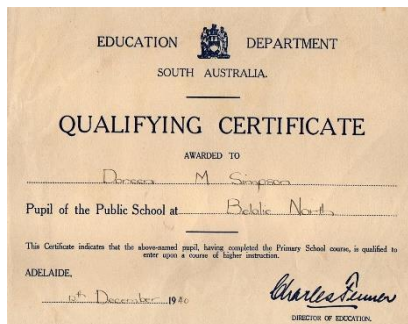 EDUCATION DEPARTMENT
SOUTH AUSTRALIA.
QUALIFYING CERTIFICATE
AWARDED TO
Doreen M Simpson
Pupil of the Public School at Belalie North
This Certificate indicates that the above-named pupil, having completed the Primary School course, is qualified to
enter upon a course of higher instruction.
ADELAIDE,
December 1940
Charles Fenner
DIRECTOR OF EDUCATION.